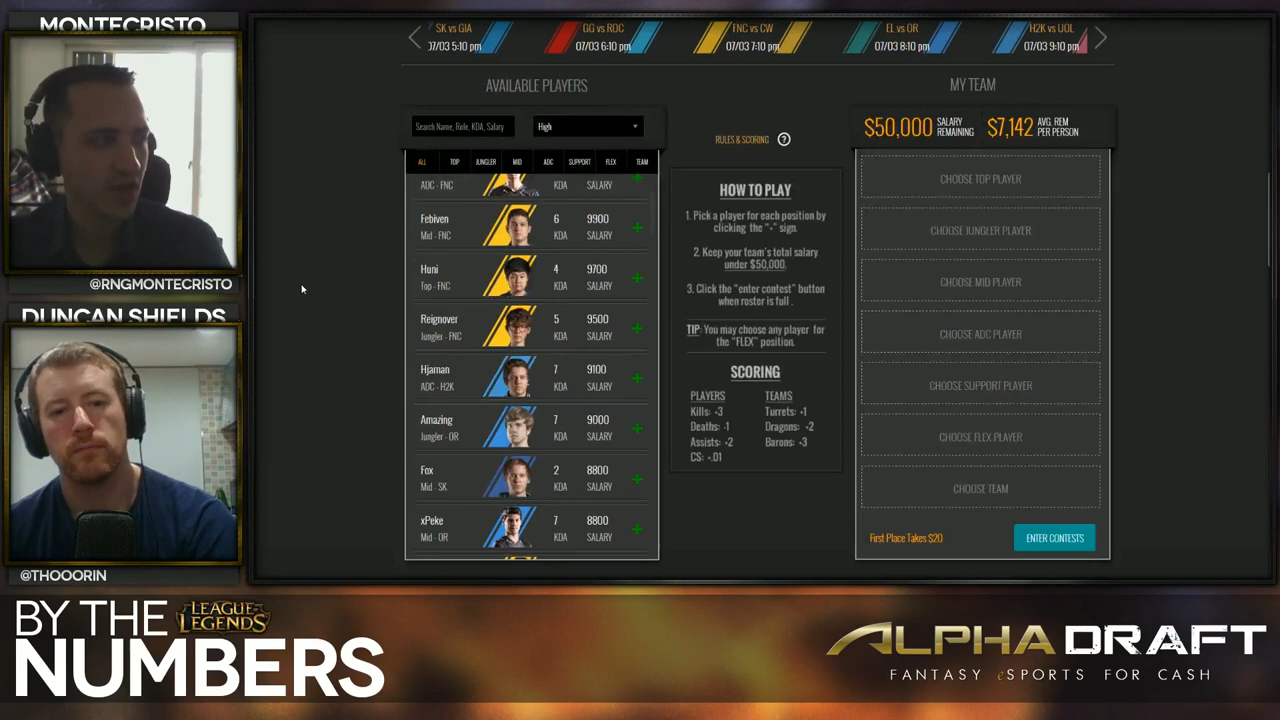 MONTECRISTO
@RNGMONTECRISTO
DUNCAN SHIELDS
@THOOORIN
SK vs GIA
07/03 5:10 pm
GG vs ROC
07/03 6:10 pm
FNC vs CW
07/03 7:10 pm
EL vs OR
07/03 8:10 pm
H2K vs UOL
07/03 9:10 pm
AVAILABLE PLAYERS
Search Name, Role, KDA, Salary
High
ALL TOP JUNGLER MID ADC SUPPORT FLEX TEAM
ADC - FNC KDA SALARY
Febiven 6 9900
Mid - FNC KDA SALARY
Huni 4 9700
Top - FNC KDA SALARY
Reignover 5 9500
Jungler - FNC KDA SALARY
Hjarnan 7 9100
ADC - H2K KDA SALARY
Amazing 7 9000
Jungler - OR KDA SALARY
Fox 2 8800
Mid - SK KDA SALARY
xPeke 7 8800
Mid - OR KDA SALARY
RULES & SCORING ?
HOW TO PLAY
1. Pick a player for each position by
clicking the "+" sign.
2. Keep your team's total salary
under $50,000.
3. Click the "enter contest" button
when roster is full .
TIP: You may choose any player for
the "FLEX" position.
SCORING
PLAYERS TEAMS
Kills: +3 Turrets: +1
Deaths: -1 Dragons: +2
Assists: +2 Barons: +3
CS: +.01
MY TEAM
$50,000 SALARY REMAINING $7,142 AVG. REM PER PERSON
CHOOSE TOP PLAYER
CHOOSE JUNGLER PLAYER
CHOOSE MID PLAYER
CHOOSE ADC PLAYER
CHOOSE SUPPORT PLAYER
CHOOSE FLEX PLAYER
CHOOSE TEAM
First Place Takes $20 ENTER CONTESTS
BY THE LEAGUE of LEGENDS
NUMBERS
ALPHADRAFT
FANTASY eSPORTS FOR CASH